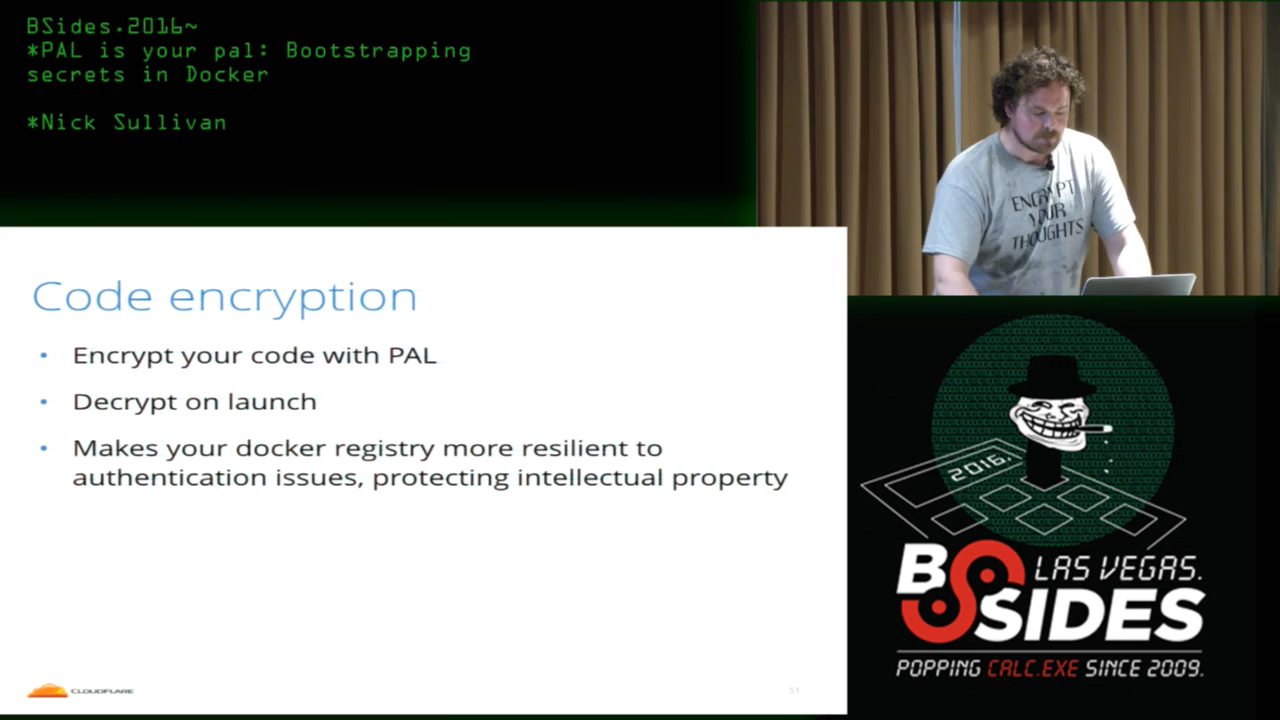 BSides.2016~
*PAL is your pal: Bootstrapping
secrets in Docker
*Nick Sullivan
ENCRYPT
YOUR
THOUGHTS
Code encryption
• Encrypt your code with PAL
• Decrypt on launch
• Makes your docker registry more resilient to
authentication issues, protecting intellectual property
CLOUDFLARE
51
2016.
BSIDES
LAS VEGAS.
POPPING CALC.EXE SINCE 2009.